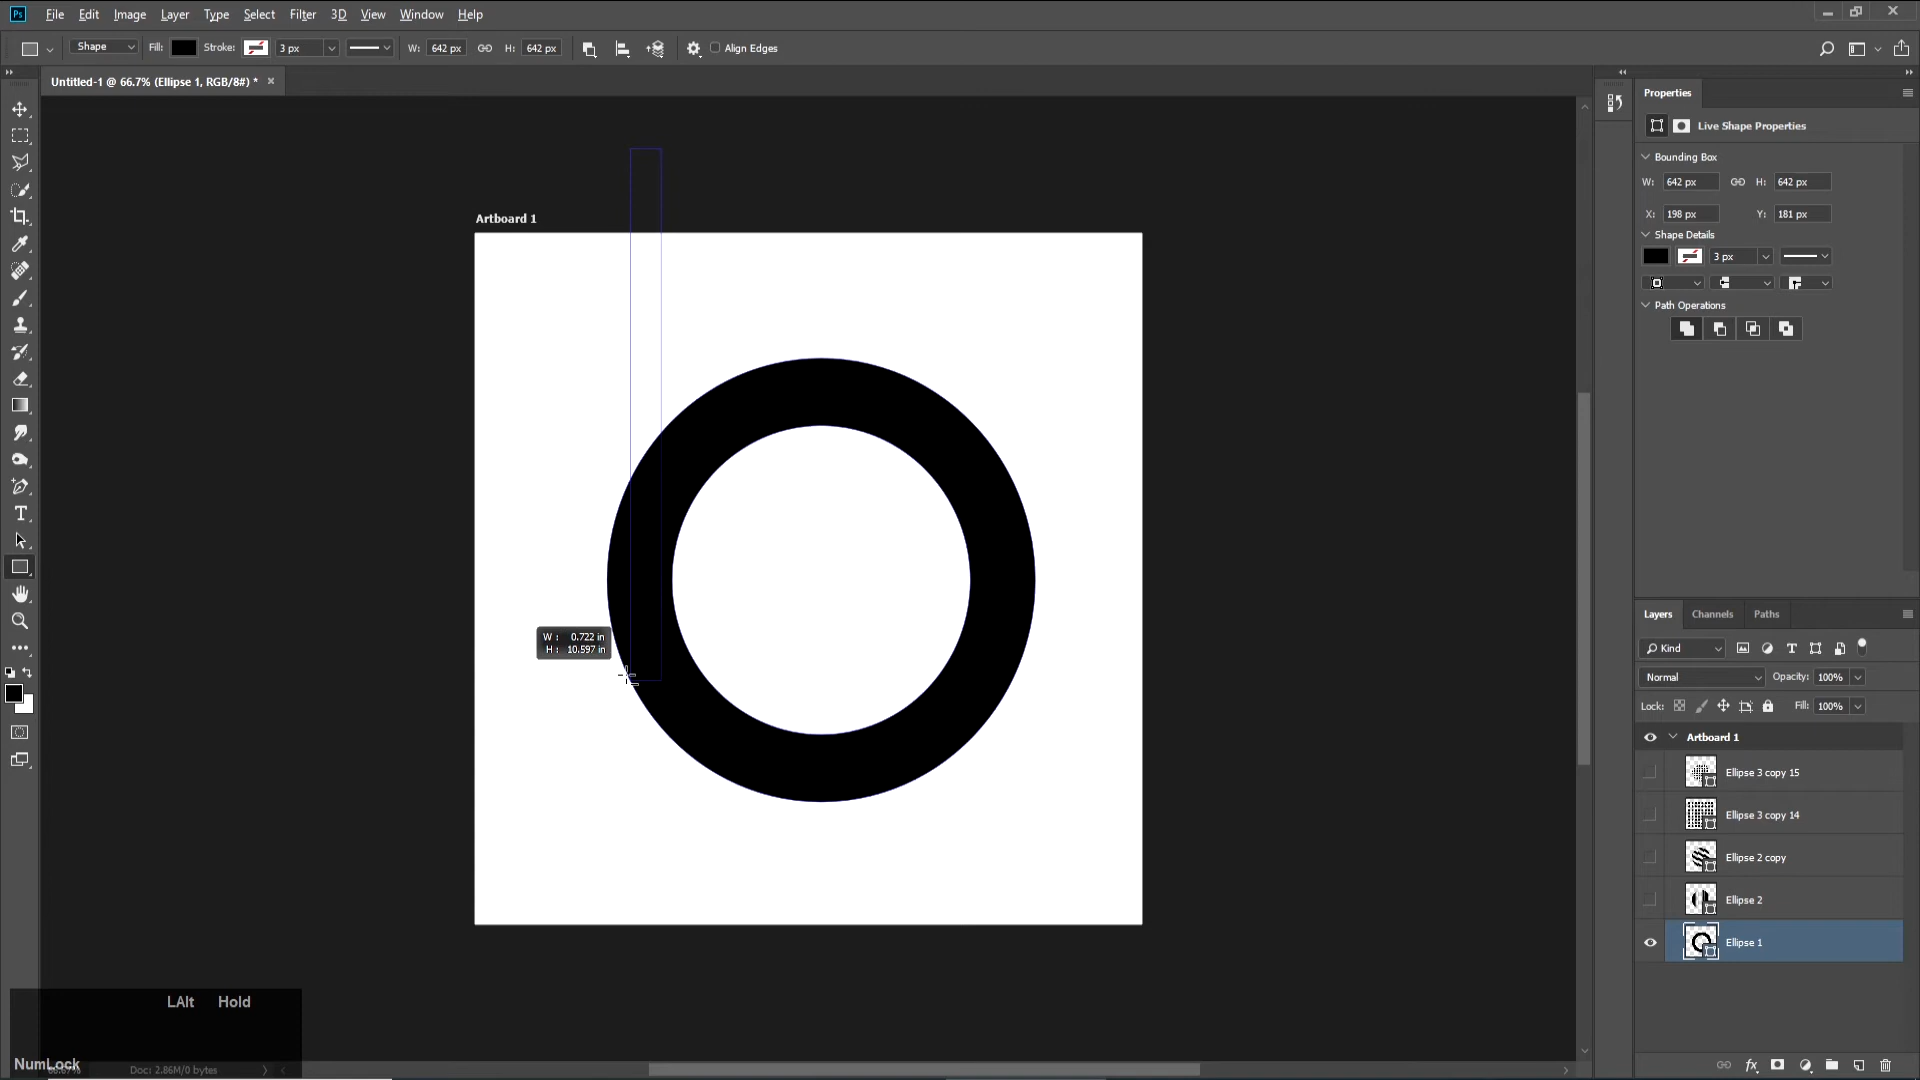 Ps File Edit Image Layer Type Select Filter 3D View Window Help
Shape Fill: Stroke: 3 px W: 642 px H: 642 px Align Edges
Untitled-1 @ 66.7% (Ellipse 1, RGB/8#) * ×
Properties
Live Shape Properties
Bounding Box
W: 642 px H: 642 px
X: 198 px Y: 181 px
Shape Details
3 px
Path Operations
Artboard 1
W : 0.722 in
H : 10.597 in
Layers Channels Paths
Kind
Normal Opacity: 100%
Lock: Fill: 100%
Artboard 1
Ellipse 3 copy 15
Ellipse 3 copy 14
Ellipse 2 copy
Ellipse 2
Ellipse 1
LAlt Hold
NumLock
Doc: 2.86M/0 bytes